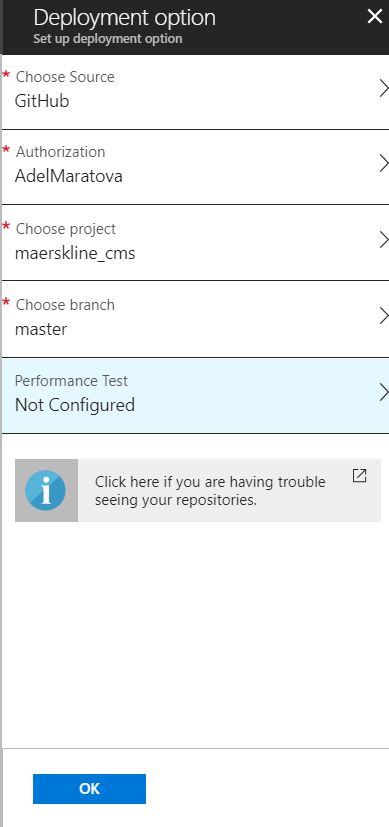 Deployment option
Set up deployment option
* Choose Source
GitHub
* Authorization
AdelMaratova
* Choose project
maerskline_cms
* Choose branch
master
Performance Test
Not Configured
Click here if you are having trouble
seeing your repositories.
OK